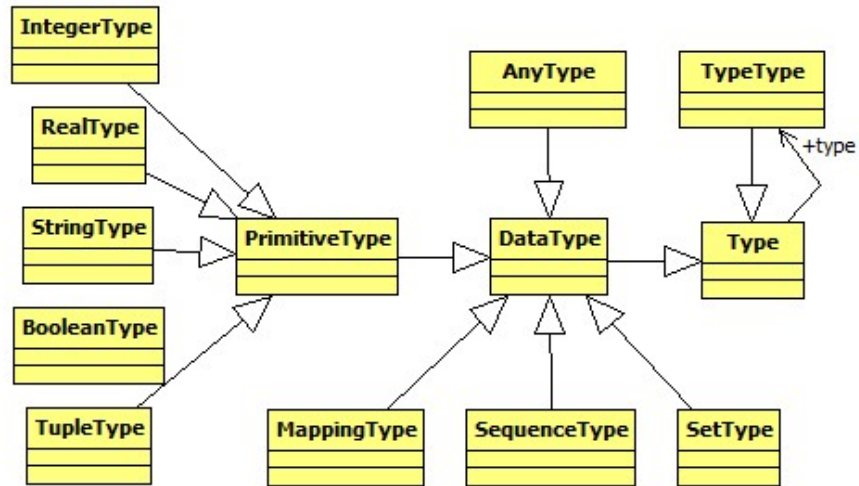 IntegerType
AnyType
TypeType
RealType
+type
StringType
PrimitiveType
DataType
Type
BooleanType
TupleType
MappingType
SequenceType
SetType